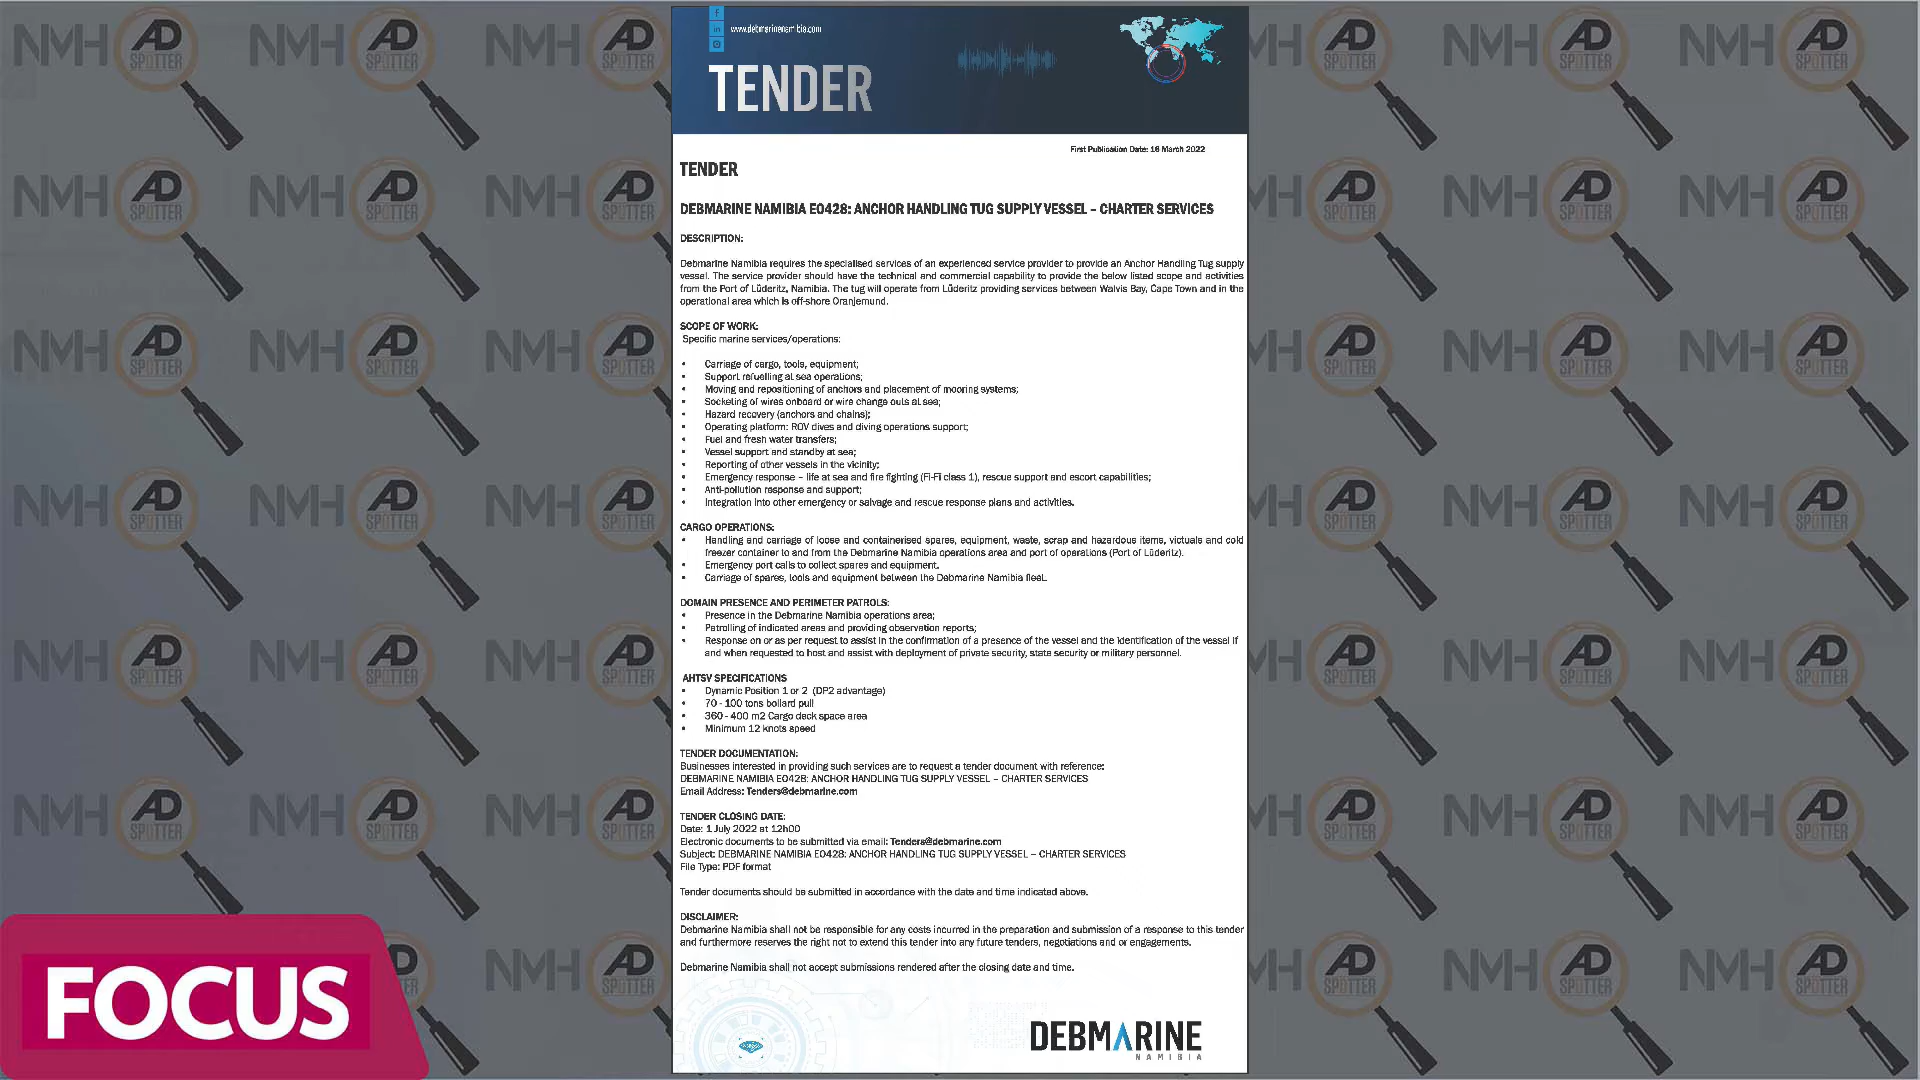 www.debmarinenamibia.com
TENDER
First Publication Date: 16 March 2022
TENDER
DEBMARINE NAMIBIA E0428: ANCHOR HANDLING TUG SUPPLY VESSEL – CHARTER SERVICES
DESCRIPTION:
Debmarine Namibia requires the specialised services of an experienced service provider to provide an Anchor Handling Tug supply
vessel. The service provider should have the technical and commercial capability to provide the below listed scope and activities
from the Port of Lüderitz, Namibia. The tug will operate from Lüderitz providing services between Walvis Bay, Cape Town and in the
operational area which is off-shore Oranjemund.
SCOPE OF WORK:
Specific marine services/operations:
• Carriage of cargo, tools, equipment;
• Support refuelling at sea operations;
• Moving and repositioning of anchors and placement of mooring systems;
• Socketing of wires onboard or wire change outs at sea;
• Hazard recovery (anchors and chains);
• Operating platform: ROV dives and diving operations support;
• Fuel and fresh water transfers;
• Vessel support and standby at sea;
• Reporting of other vessels in the vicinity;
• Emergency response – life at sea and fire fighting (Fi-Fi class 1), rescue support and escort capabilities;
• Anti-pollution response and support;
• Integration into other emergency or salvage and rescue response plans and activities.
CARGO OPERATIONS:
• Handling and carriage of loose and containerised spares, equipment, waste, scrap and hazardous items, victuals and cold
freezer container to and from the Debmarine Namibia operations area and port of operations (Port of Lüderitz).
• Emergency port calls to collect spares and equipment.
• Carriage of spares, tools and equipment between the Debmarine Namibia fleet.
DOMAIN PRESENCE AND PERIMETER PATROLS:
• Presence in the Debmarine Namibia operations area;
• Patrolling of indicated areas and providing observation reports;
• Response on or as per request to assist in the confirmation of a presence of the vessel and the identification of the vessel if
and when requested to host and assist with deployment of private security, state security or military personnel.
AHTSV SPECIFICATIONS
• Dynamic Position 1 or 2 (DP2 advantage)
• 70 - 100 tons bollard pull
• 360 - 400 m2 Cargo deck space area
• Minimum 12 knots speed
TENDER DOCUMENTATION:
Businesses interested in providing such services are to request a tender document with reference:
DEBMARINE NAMIBIA E0428: ANCHOR HANDLING TUG SUPPLY VESSEL – CHARTER SERVICES
Email Address: Tenders@debmarine.com
TENDER CLOSING DATE:
Date: 1 July 2022 at 12h00
Electronic documents to be submitted via email: Tenders@debmarine.com
Subject: DEBMARINE NAMIBIA E0428: ANCHOR HANDLING TUG SUPPLY VESSEL – CHARTER SERVICES
File Type: PDF format
Tender documents should be submitted in accordance with the date and time indicated above.
DISCLAIMER:
Debmarine Namibia shall not be responsible for any costs incurred in the preparation and submission of a response to this tender
and furthermore reserves the right not to extend this tender into any future tenders, negotiations and or engagements.
Debmarine Namibia shall not accept submissions rendered after the closing date and time.
DEBMARINE
NAMIBIA
FOCUS
NMH AD SPOTTER